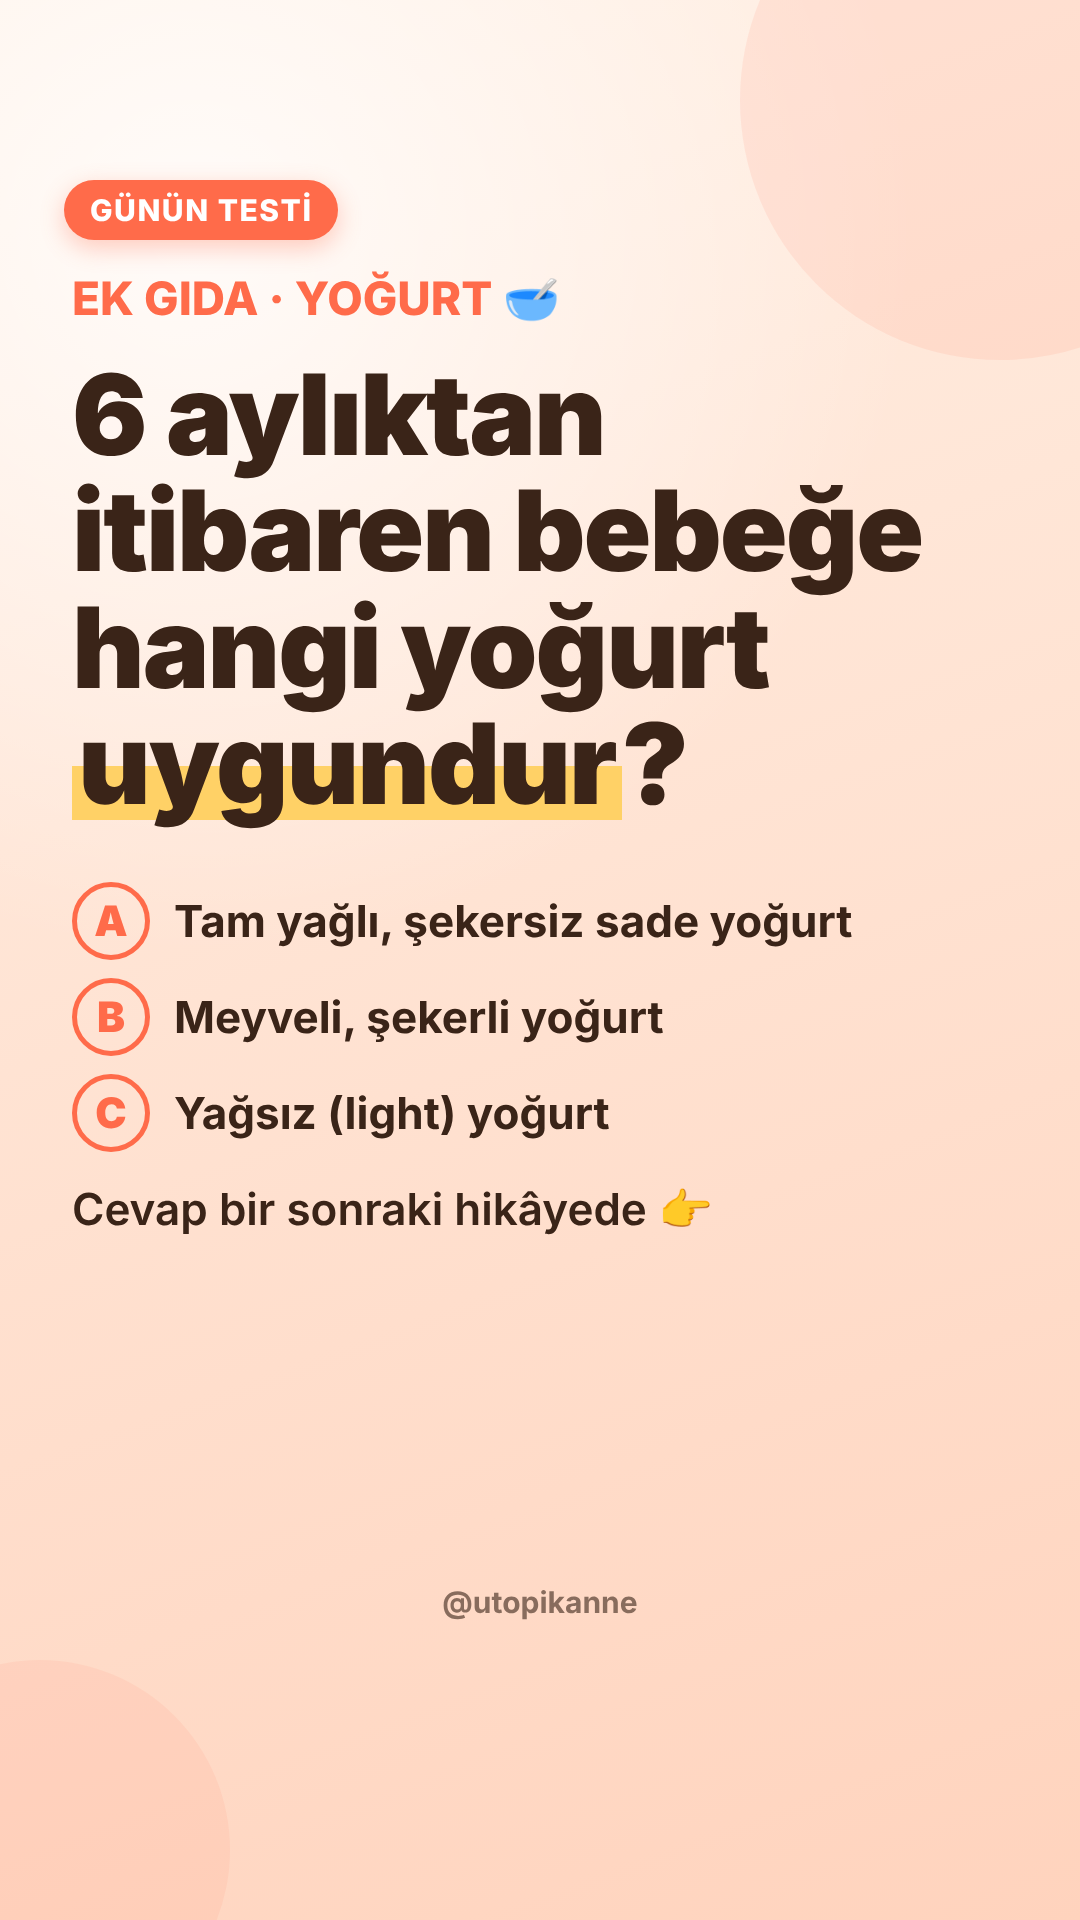 GÜNÜN TESTİ
EK GIDA · YOĞURT 🥣
6 aylıktan
itibaren bebeğe
hangi yoğurt
uygundur?
A Tam yağlı, şekersiz sade yoğurt
B Meyveli, şekerli yoğurt
C Yağsız (light) yoğurt
Cevap bir sonraki hikâyede 👉
@utopikanne